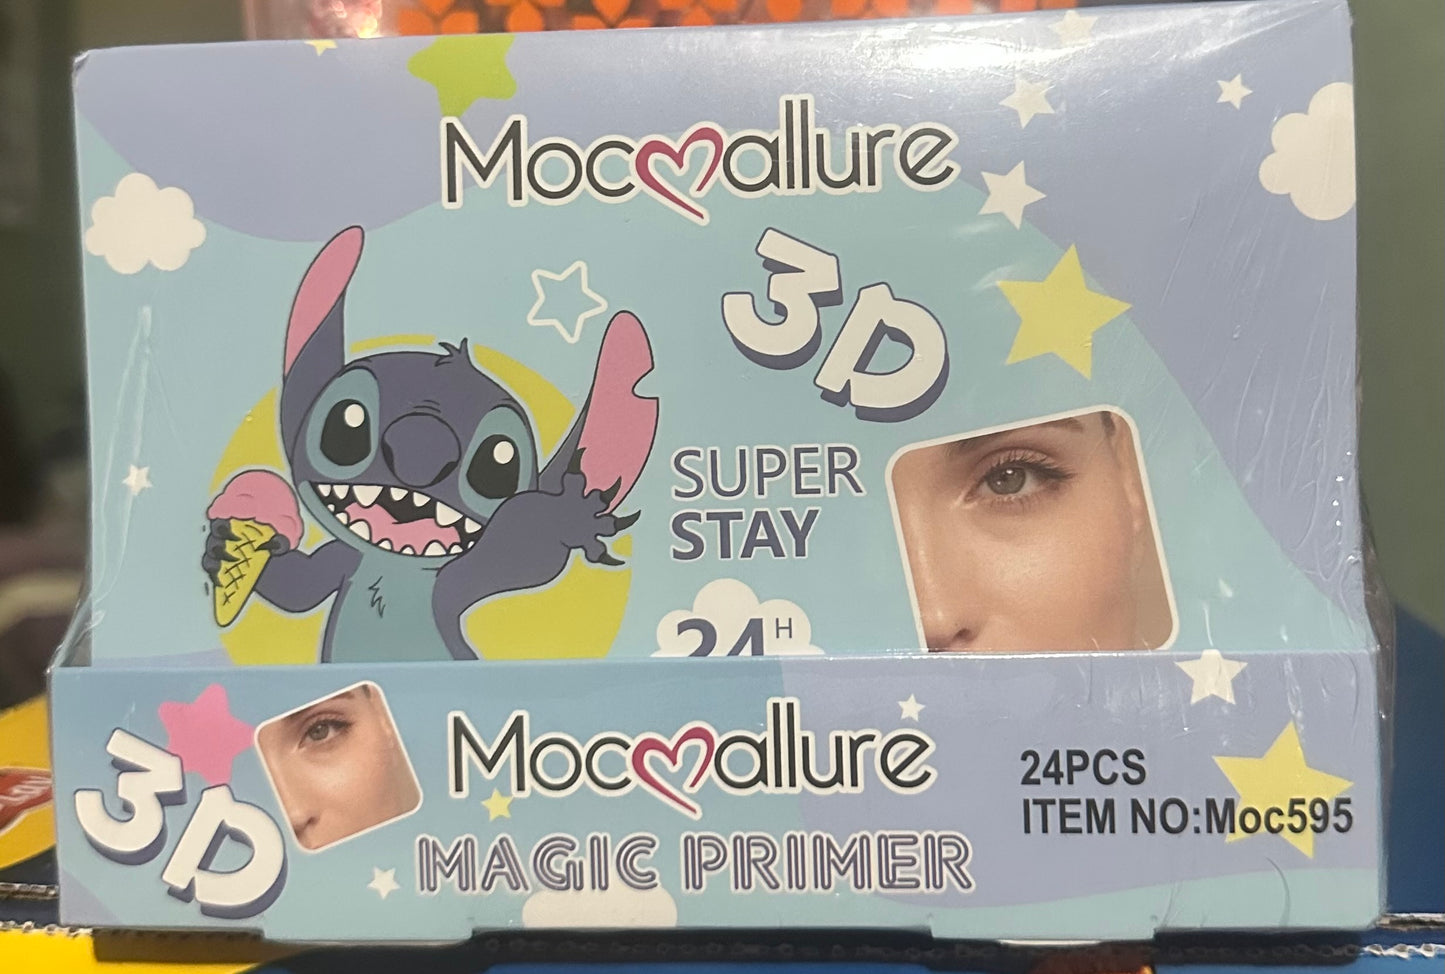 Mocallure
3D
SUPER
STAY
24H
3D
Mocallure
MAGIC PRIMER
24PCS
ITEM NO:Moc595